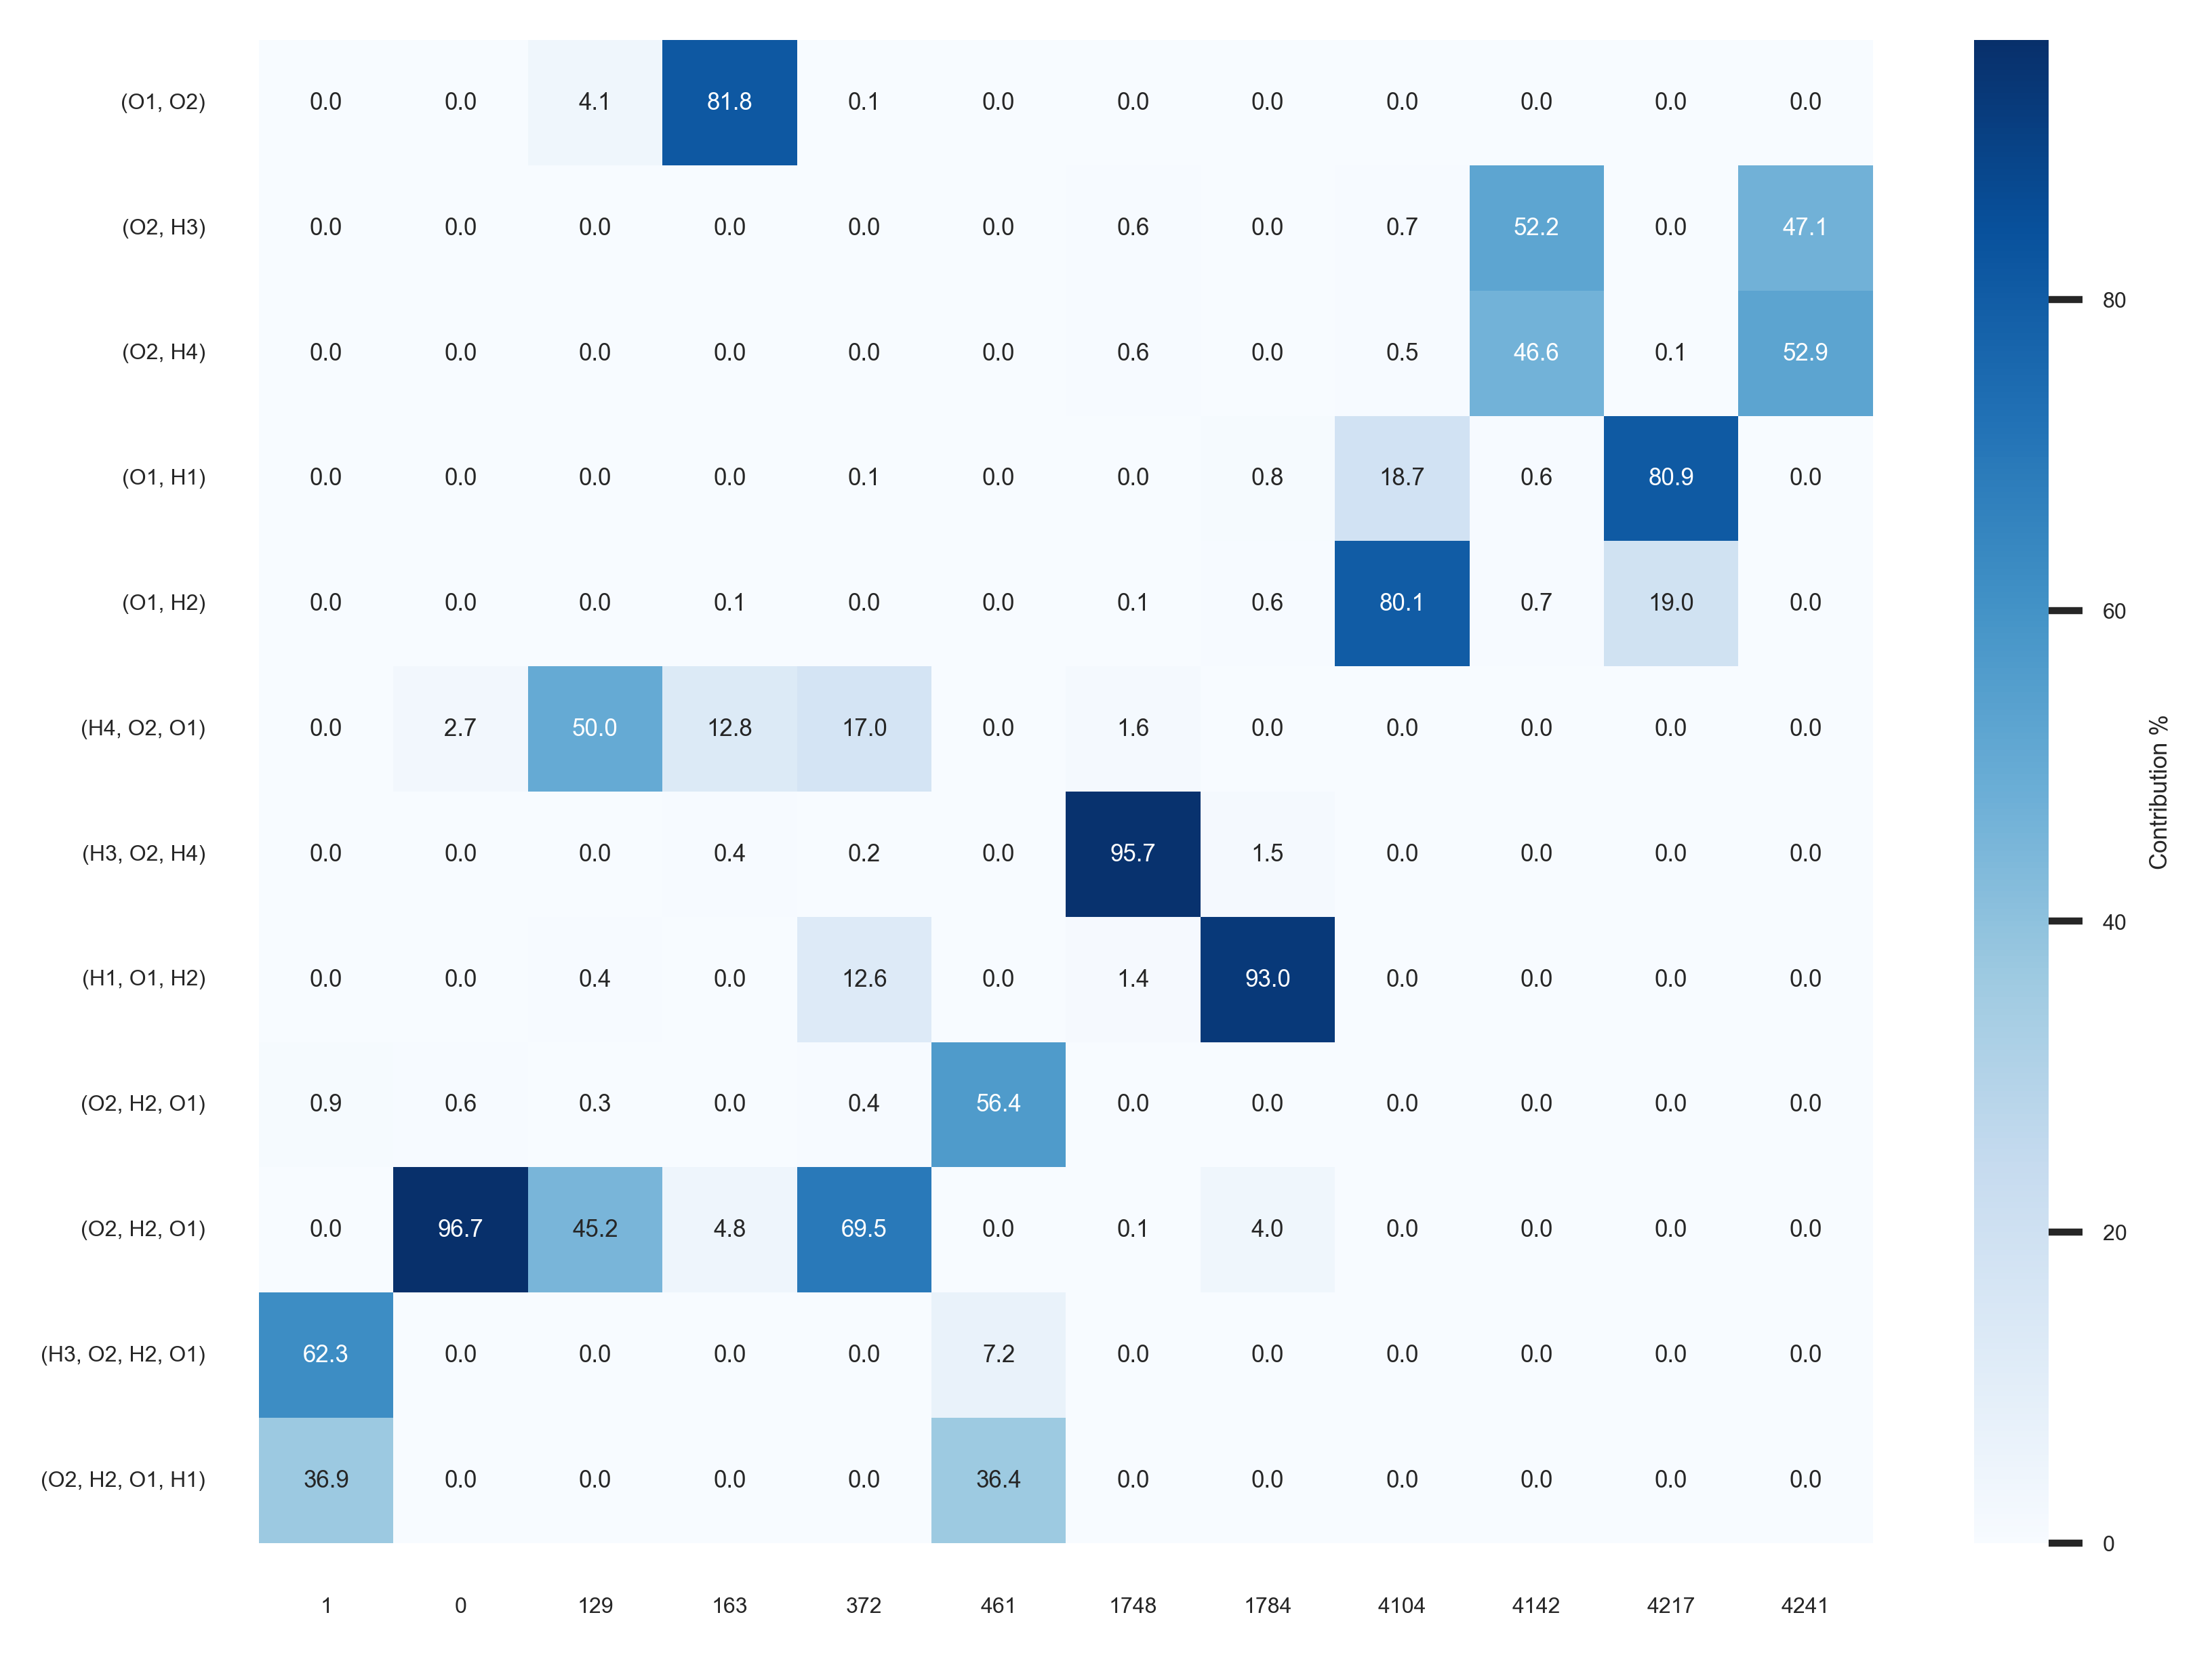 (O1, O2) 0.0 0.0 4.1 81.8 0.1 0.0 0.0 0.0 0.0 0.0 0.0 0.0
(O2, H3) 0.0 0.0 0.0 0.0 0.0 0.0 0.6 0.0 0.7 52.2 0.0 47.1
(O2, H4) 0.0 0.0 0.0 0.0 0.0 0.0 0.6 0.0 0.5 46.6 0.1 52.9
(O1, H1) 0.0 0.0 0.0 0.0 0.1 0.0 0.0 0.8 18.7 0.6 80.9 0.0
(O1, H2) 0.0 0.0 0.0 0.1 0.0 0.0 0.1 0.6 80.1 0.7 19.0 0.0
(H4, O2, O1) 0.0 2.7 50.0 12.8 17.0 0.0 1.6 0.0 0.0 0.0 0.0 0.0
(H3, O2, H4) 0.0 0.0 0.0 0.4 0.2 0.0 95.7 1.5 0.0 0.0 0.0 0.0
(H1, O1, H2) 0.0 0.0 0.4 0.0 12.6 0.0 1.4 93.0 0.0 0.0 0.0 0.0
(O2, H2, O1) 0.9 0.6 0.3 0.0 0.4 56.4 0.0 0.0 0.0 0.0 0.0 0.0
(O2, H2, O1) 0.0 96.7 45.2 4.8 69.5 0.0 0.1 4.0 0.0 0.0 0.0 0.0
(H3, O2, H2, O1) 62.3 0.0 0.0 0.0 0.0 7.2 0.0 0.0 0.0 0.0 0.0 0.0
(O2, H2, O1, H1) 36.9 0.0 0.0 0.0 0.0 36.4 0.0 0.0 0.0 0.0 0.0 0.0
1 0 129 163 372 461 1748 1784 4104 4142 4217 4241
80
60
40
20
0
Contribution %